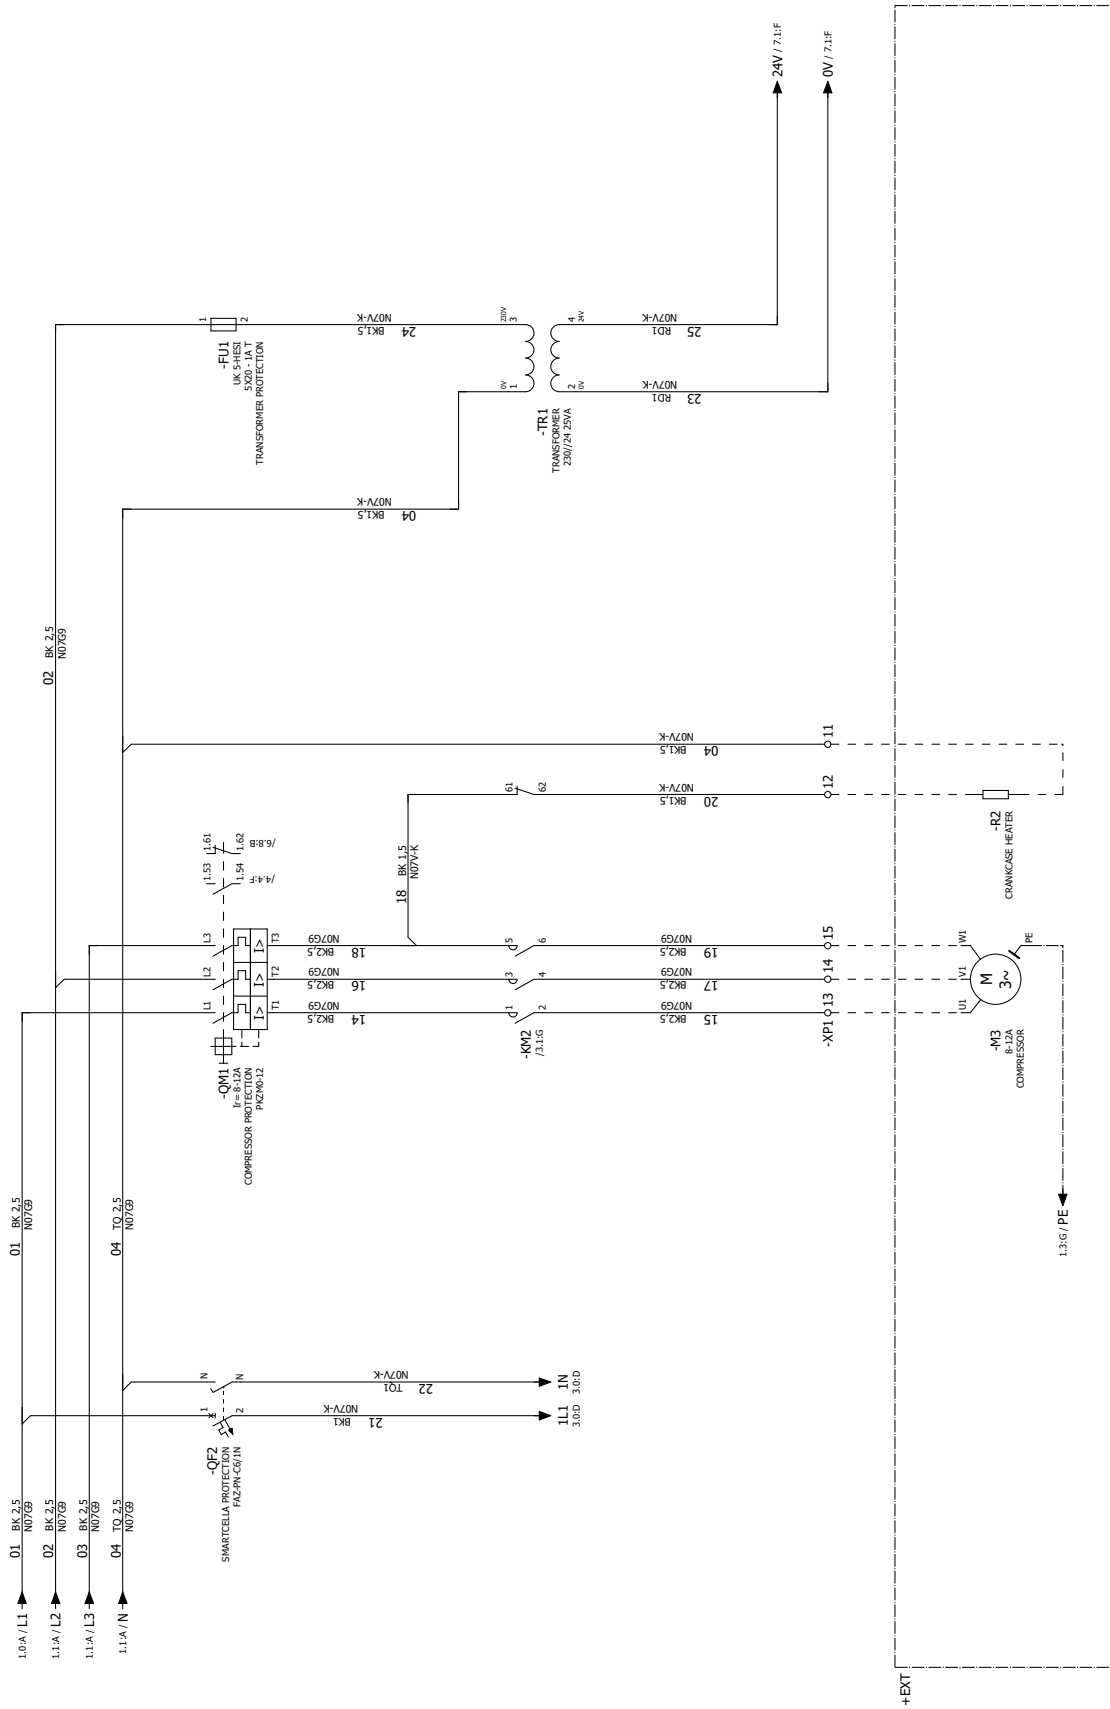 1.0:A / L1
1.1:A / L2
1.1:A / L3
1.1:A / N
01 BK 2,5
N07G9
02 BK 2,5
N07G9
03 BK 2,5
N07G9
04 TQ 2,5
N07G9
01 BK 2,5
N07G9
04 TQ 2,5
N07G9
02 BK 2,5
N07G9
-QF2
SMARTCELLA PROTECTION
FAZ-PN-C6/1N
1
2
N
N
21
BK1
N07V-K
22
TQ1
N07V-K
1L1
3.0:D
1N
3.0:D
-QM1
Ir= 8-12A
COMPRESSOR PROTECTION
PKZM0-12
L1
L2
L3
I>
I>
I>
T1
T2
T3
1.53
1.54
/4.4:F
1.61
1.62
/6.8:B
14
BK2,5
N07G9
16
BK2,5
N07G9
18
BK2,5
N07G9
18 BK 1,5
N07V-K
-KM2
/3.1:G
1
2
3
4
5
6
61
62
15
BK2,5
N07G9
17
BK2,5
N07G9
19
BK2,5
N07G9
20
BK1,5
N07V-K
04
BK1,5
N07V-K
-XP1 13
14
15
12
11
-FU1
UK 5-HESI
5X20 - 1A T
TRANSFORMER PROTECTION
1
2
04
BK1,5
N07V-K
24
BK1,5
N07V-K
-TR1
TRANSFORMER
230//24 25VA
0V
1
230V
3
2
0V
4
24V
23
RD1
N07V-K
25
RD1
N07V-K
24V / 7.1:F
0V / 7.1:F
+EXT
-M3
8-12A
COMPRESSOR
U1
V1
W1
M
3~
PE
1.3:G / PE
-R2
CRANKCASE HEATER